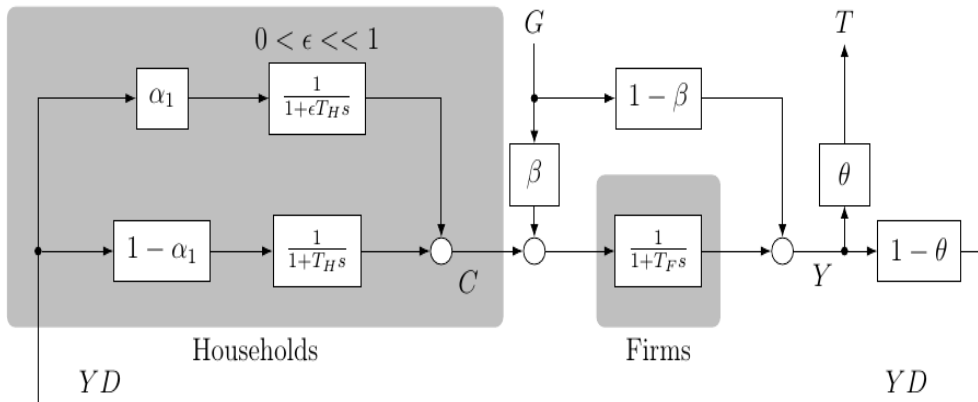 0 < ϵ << 1
G
T
α₁
1/(1+ϵT_H s)
1 − β
β
θ
1 − α₁
1/(1+T_H s)
C
1/(1+T_F s)
Y
1 − θ
Households
Firms
YD
YD